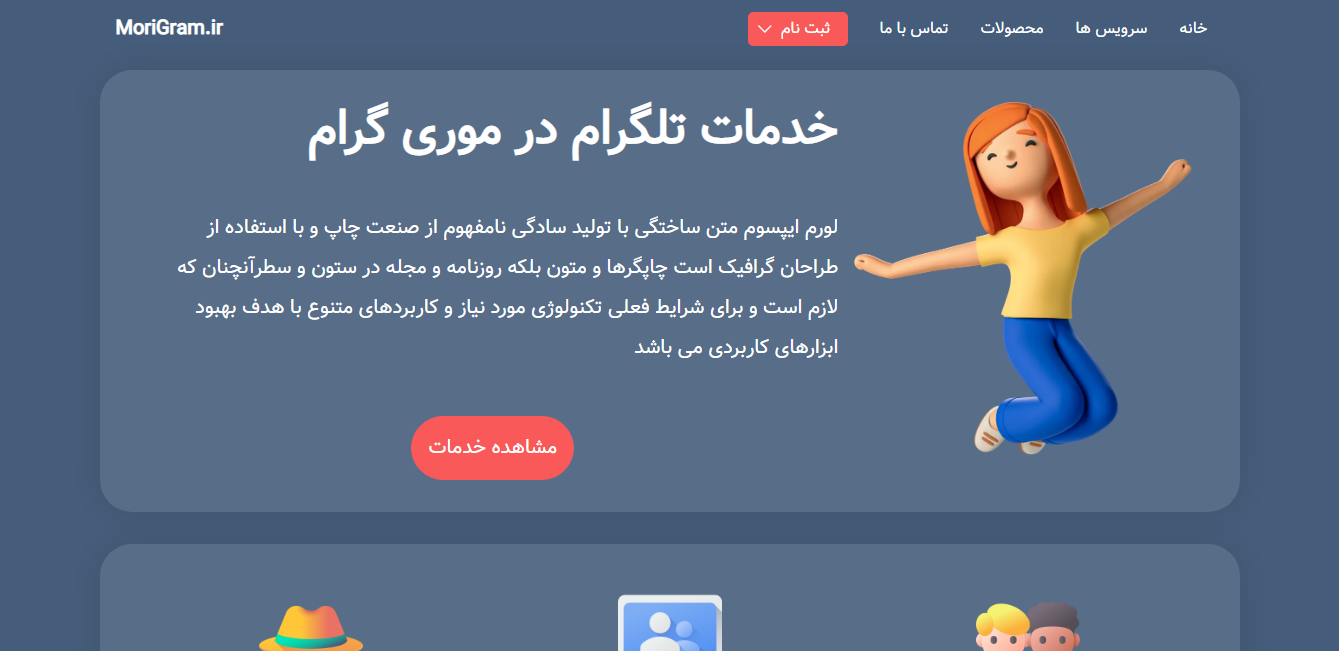 خانه
سرویس ها
محصولات
تماس با ما
ثبت نام
MoriGram.ir
خدمات تلگرام در موری گرام
لورم ایپسوم متن ساختگی با تولید سادگی نامفهوم از صنعت چاپ و با استفاده از
طراحان گرافیک است چاپگرها و متون بلکه روزنامه و مجله در ستون و سطرآنچنان که
لازم است و برای شرایط فعلی تکنولوژی مورد نیاز و کاربردهای متنوع با هدف بهبود
ابزارهای کاربردی می باشد
مشاهده خدمات